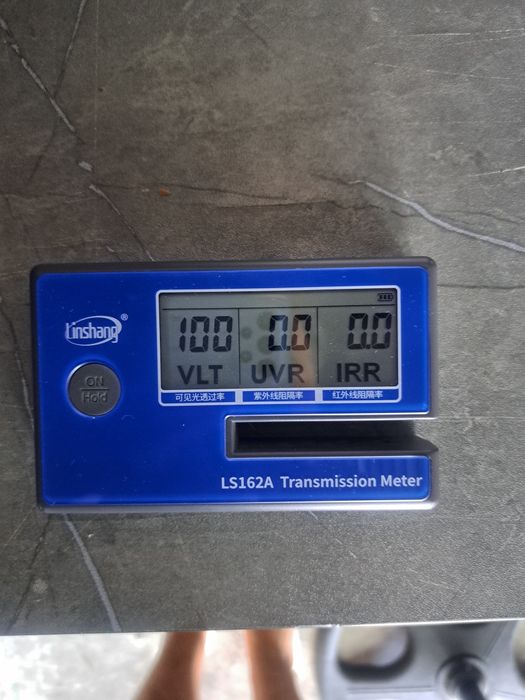 Linshang®
ON
Hold
100 0.0 0.0
VLT UVR IRR
可见光透过率 紫外线阻隔率 红外线阻隔率
LS162A Transmission Meter